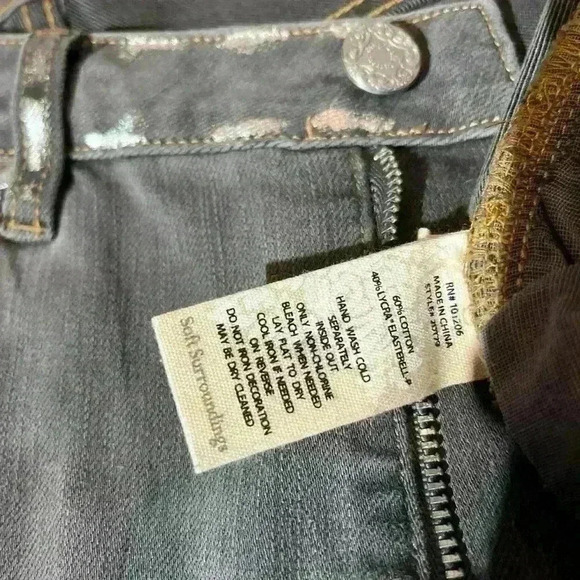 RN# 101206
MADE IN CHINA
60% COTTON
40% LYCRA® ELASTERELL-P
HAND WASH COLD
INSIDE OUT
SEPARATELY
ONLY NON-CHLORINE
BLEACH WHEN NEEDED
LAY FLAT TO DRY
COOL IRON IF NEEDED
ON REVERSE
DO NOT IRON DECORATION
MAY BE DRY CLEANED
Soft Surroundings